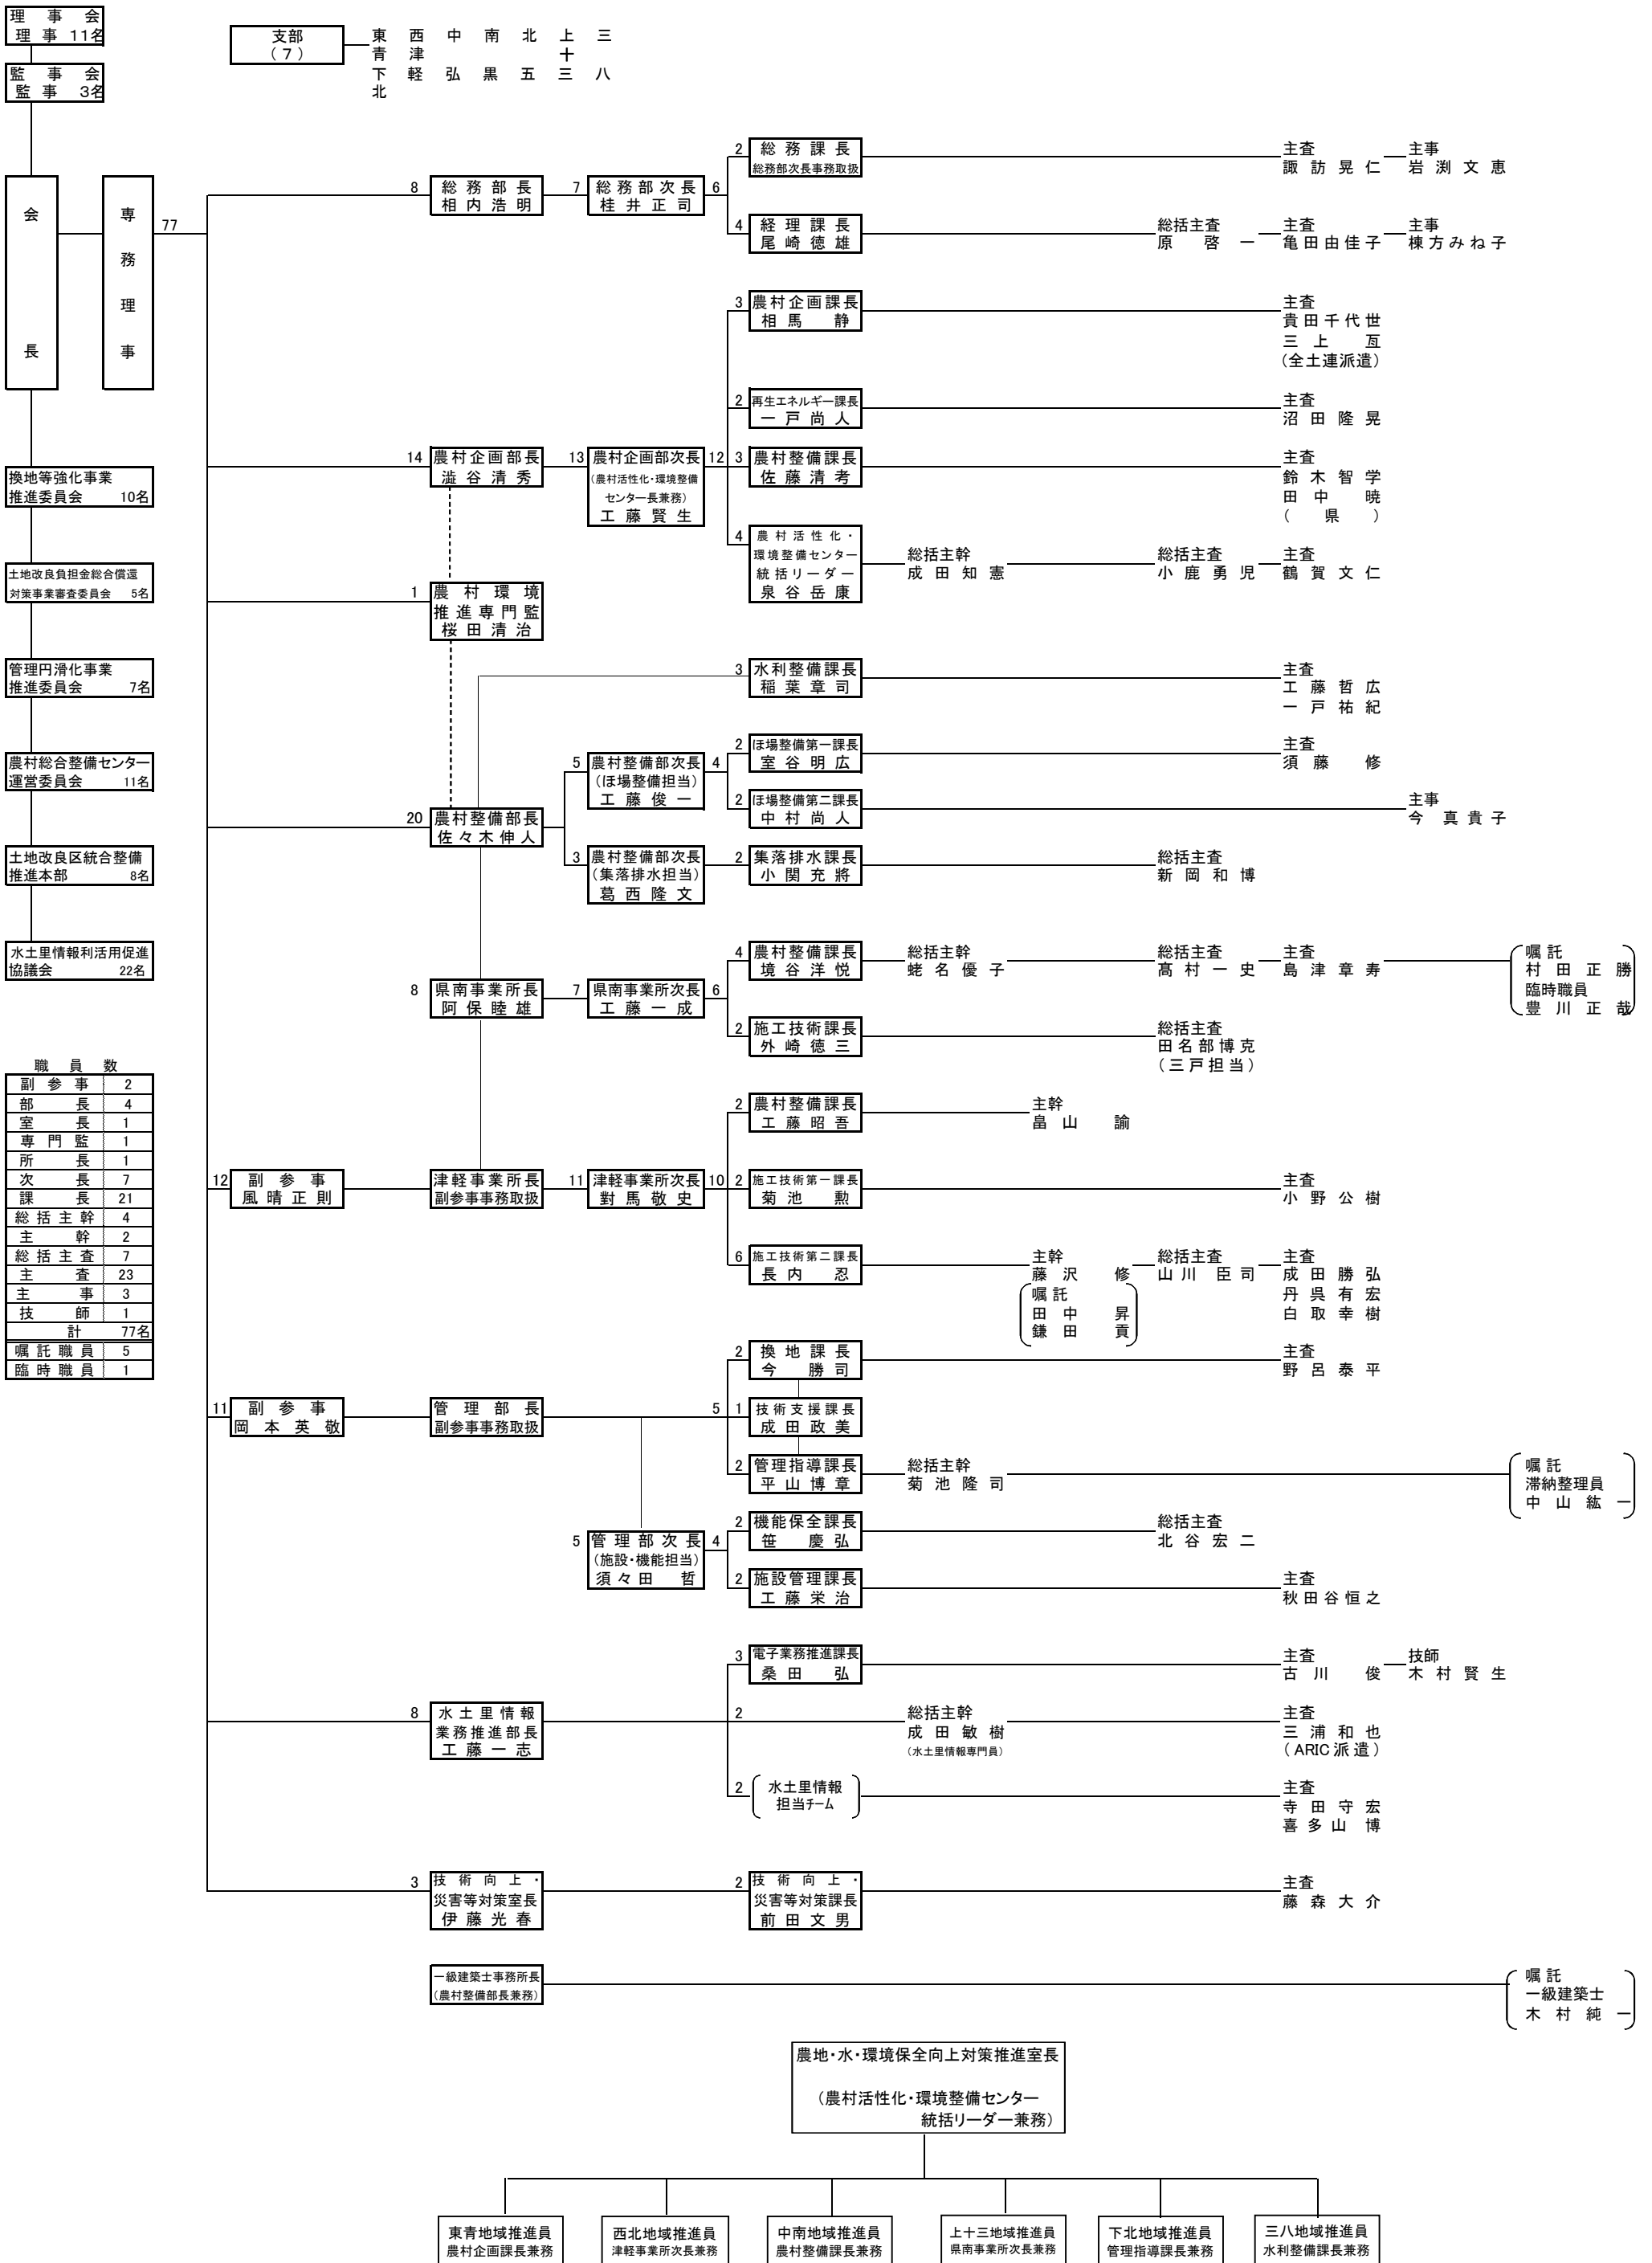 理事会
理事 11名
監事会
監事 3名
支部
(7)
東 西 中 南 北 上 三
青 津 十
下 軽 弘 黒 五 三 八
北
会長
専務理事
77
換地等強化事業
推進委員会 10名
土地改良負担金総合償還
対策事業審査委員会 5名
管理円滑化事業
推進委員会 7名
農村総合整備センター
運営委員会 11名
土地改良区統合整備
推進本部 8名
水土里情報利活用促進
協議会 22名
職員数
副参事 2
部長 4
室長 1
専門監 1
所長 1
次長 7
課長 21
総括主幹 4
主幹 2
総括主査 7
主査 23
主事 3
技師 1
計 77名
嘱託職員 5
臨時職員 1
8
総務部長
相内浩明
7
総務部次長
桂井正司
6
2
総務課長
総務部次長事務取扱
主査
諏訪晃仁
主事
岩渕文恵
4
経理課長
尾崎徳雄
総括主査
原啓一
主査
亀田由佳子
主事
棟方みね子
14
農村企画部長
澁谷清秀
13
農村企画部次長
(農村活性化・環境整備
センター長兼務)
工藤賢生
12
3
農村企画課長
相馬静
主査
貴田千代世
三上亙
(全土連派遣)
2
再生エネルギー課長
一戸尚人
主査
沼田隆晃
3
農村整備課長
佐藤清考
主査
鈴木智学
田中暁
(県)
4
農村活性化・
環境整備センター
統括リーダー
泉谷岳康
総括主幹
成田知憲
総括主査
小鹿勇児
主査
鶴賀文仁
1
農村環境
推進専門監
桜田清治
20
農村整備部長
佐々木伸人
3
水利整備課長
稲葉章司
主査
工藤哲広
一戸祐紀
5
農村整備部次長
(ほ場整備担当)
工藤俊一
4
2
ほ場整備第一課長
室谷明広
主査
須藤修
2
ほ場整備第二課長
中村尚人
主事
今真貴子
3
農村整備部次長
(集落排水担当)
葛西隆文
2
集落排水課長
小関充將
総括主査
新岡和博
8
県南事業所長
阿保睦雄
7
県南事業所次長
工藤一成
6
4
農村整備課長
境谷洋悦
総括主幹
蛯名優子
総括主査
髙村一史
主査
島津章寿
嘱託
村田正勝
臨時職員
豊川正哉
2
施工技術課長
外崎徳三
総括主査
田名部博克
(三戸担当)
12
副参事
風晴正則
津軽事業所長
副参事事務取扱
11
津軽事業所次長
對馬敬史
10
2
農村整備課長
工藤昭吾
主幹
畠山諭
2
施工技術第一課長
菊池勲
主査
小野公樹
6
施工技術第二課長
長内忍
主幹
藤沢修
嘱託
田中昇
鎌田貢
総括主査
山川臣司
主査
成田勝弘
丹呉有宏
白取幸樹
11
副参事
岡本英敬
管理部長
副参事事務取扱
5
2
換地課長
今勝司
主査
野呂泰平
1
技術支援課長
成田政美
2
管理指導課長
平山博章
総括主幹
菊池隆司
嘱託
滞納整理員
中山紘一
5
管理部次長
(施設・機能担当)
須々田哲
4
2
機能保全課長
笹慶弘
総括主査
北谷宏二
2
施設管理課長
工藤栄治
主査
秋田谷恒之
8
水土里情報
業務推進部長
工藤一志
3
電子業務推進課長
桑田弘
主査
古川俊
技師
木村賢生
2
総括主幹
成田敏樹
(水土里情報専門員)
主査
三浦和也
(ARIC派遣)
2
水土里情報
担当チーム
主査
寺田守宏
喜多山博
3
技術向上・
災害等対策室長
伊藤光春
2
技術向上・
災害等対策課長
前田文男
主査
藤森大介
一級建築士事務所長
(農村整備部長兼務)
嘱託
一級建築士
木村純一
農地・水・環境保全向上対策推進室長
(農村活性化・環境整備センター
統括リーダー兼務)
東青地域推進員
農村企画課長兼務
西北地域推進員
津軽事業所次長兼務
中南地域推進員
農村整備課長兼務
上十三地域推進員
県南事業所次長兼務
下北地域推進員
管理指導課長兼務
三八地域推進員
水利整備課長兼務